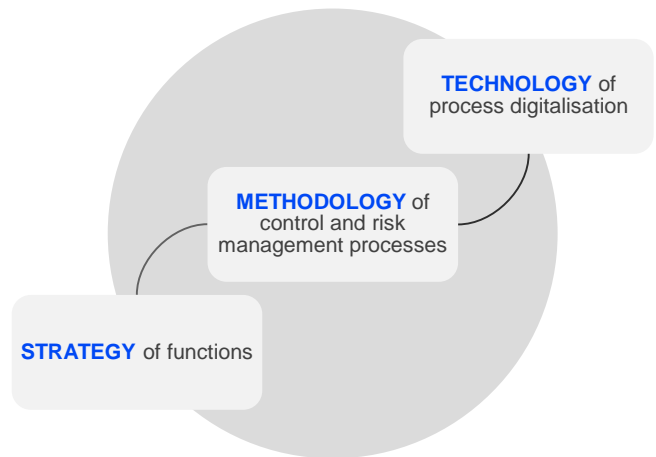 TECHNOLOGY of
process digitalisation
METHODOLOGY of
control and risk
management processes
STRATEGY of functions